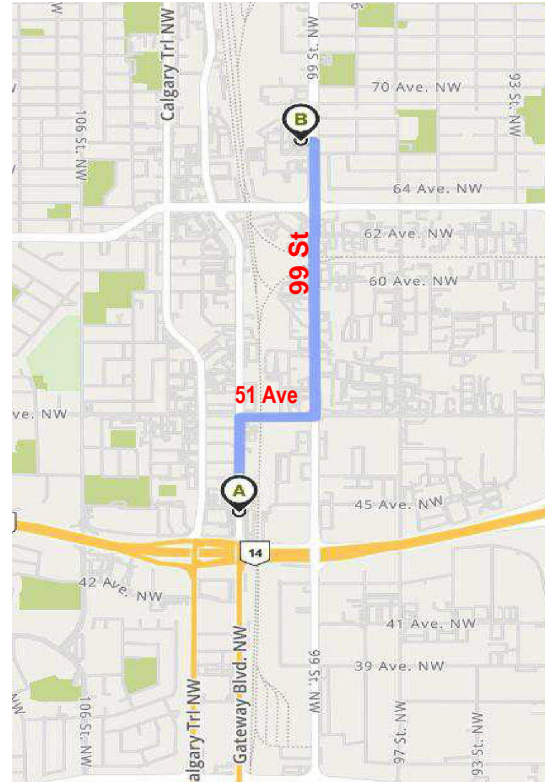 Calgary Trl NW
99 St. NW
70 Ave. NW
93 St. NW
106 St. NW
B
64 Ave. NW
62 Ave. NW
99 St
60 Ave. NW
51 Ave
ve. NW
A
45 Ave. NW
14
42 Ave. NW
41 Ave. NW
39 Ave. NW
99 St. NW
Gateway Blvd. NW
algary Trl NW
106 St. NW
97 St. NW
93 St. NW